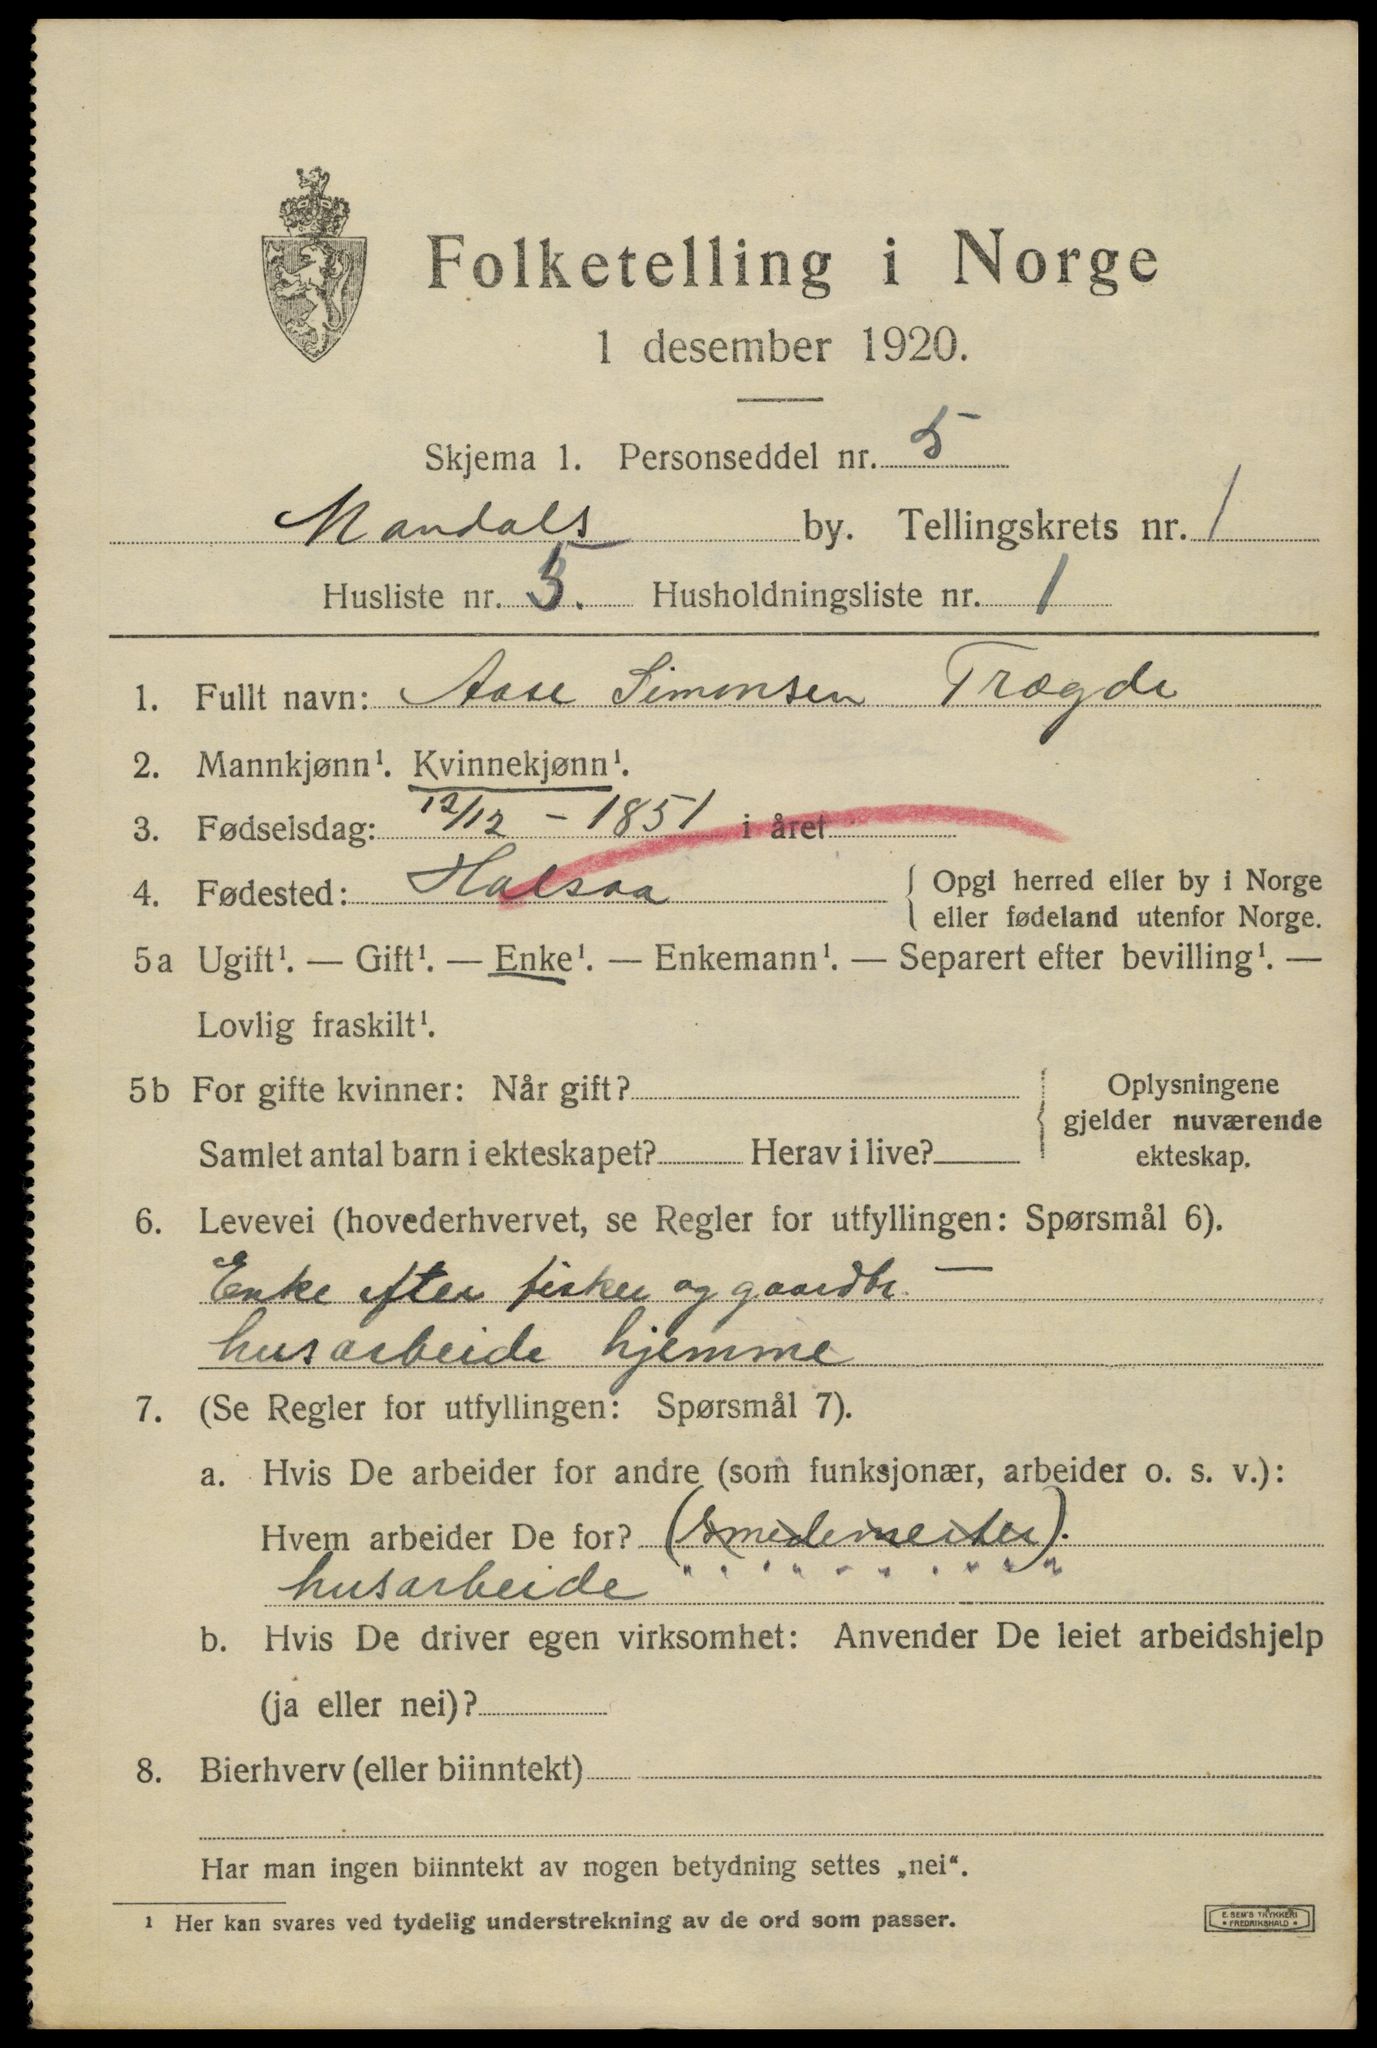 Folketelling i Norge
1 desember 1920.
Skjema 1. Personseddel nr. 5
Mandals by. Tellingskrets nr. 1
Husliste nr. 5. Husholdningsliste nr. 1
1. Fullt navn: Aase Simonsen Trægde
2. Mannkjønn¹. Kvinnekjønn¹.
3. Fødselsdag: 12/12 - 1851 i året
4. Fødested: Halsaa { Opgi herred eller by i Norge
eller fødeland utenfor Norge.
5a Ugift¹. — Gift¹. — Enke¹. — Enkemann¹. — Separert efter bevilling¹. —
Lovlig fraskilt¹.
5b For gifte kvinner: Når gift? Oplysningene
gjelder nuværende
Samlet antal barn i ekteskapet? Herav i live? ekteskap.
6. Levevei (hovederhvervet, se Regler for utfyllingen: Spørsmål 6).
Enke efter fisker og gaardbr. —
husarbeide hjemme
7. (Se Regler for utfyllingen: Spørsmål 7).
a. Hvis De arbeider for andre (som funksjonær, arbeider o. s. v.):
Hvem arbeider De for? (Smedemester).
husarbeide
b. Hvis De driver egen virksomhet: Anvender De leiet arbeidshjelp
(ja eller nei)?
8. Bierhverv (eller biinntekt)
Har man ingen biinntekt av nogen betydning settes „nei“.
¹ Her kan svares ved tydelig understrekning av de ord som passer.
E. SEM'S TRYKKERI
• FREDRIKSHALD •